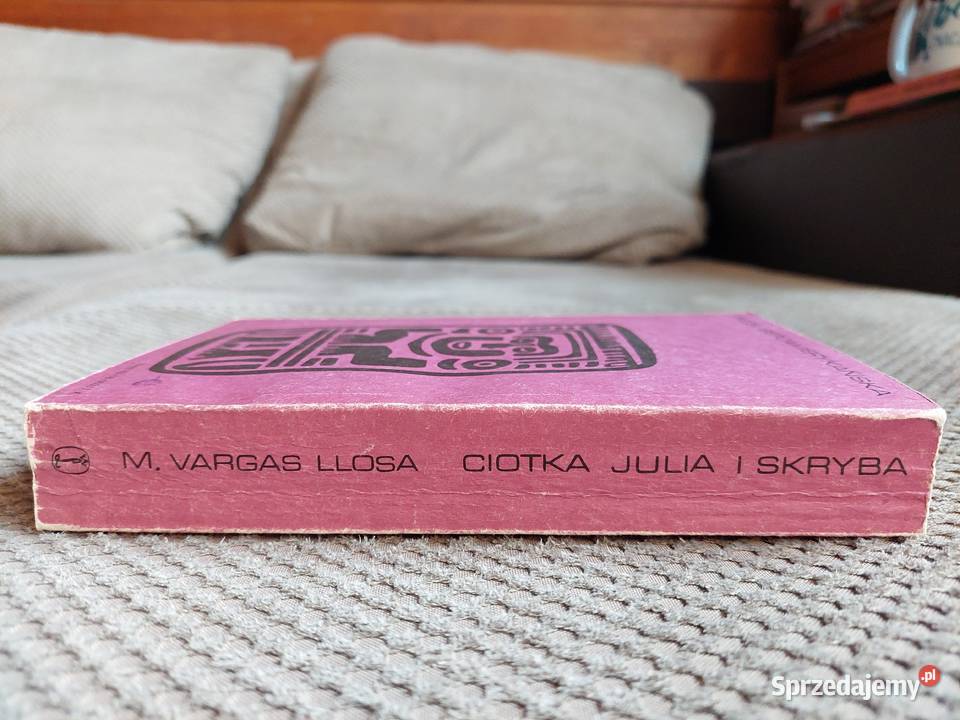 M. VARGAS LLOSA CIOTKA JULIA I SKRYBA
Sprzedajemy.pl